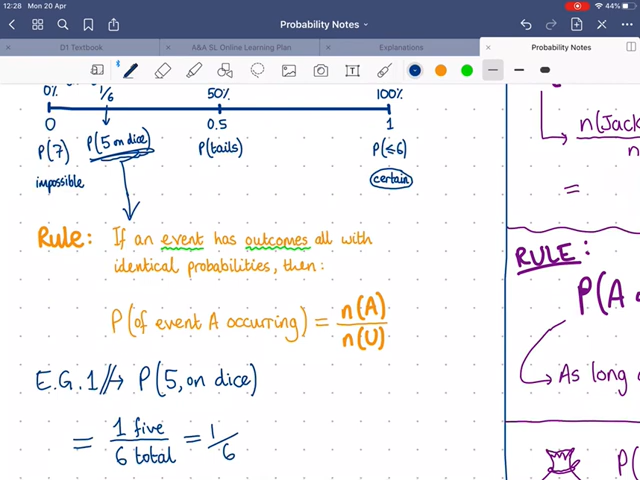 12:28 Mon 20 Apr
44%
Probability Notes
D1 Textbook
A&A SL Online Learning Plan
Explanations
Probability Notes
0%
1/6
50%
100%
0
0.5
1
P(7)
P(5 on dice)
P(tails)
P(≤6)
impossible
certain
Rule: If an event has outcomes all with
identical probabilities, then:
P(of event A occurring) = n(A)/n(U)
E.G.1 // → P(5, on dice)
= 1 five / 6 total = 1/6
n(Jack
n
=
RULE:
P(A o
As long
P(